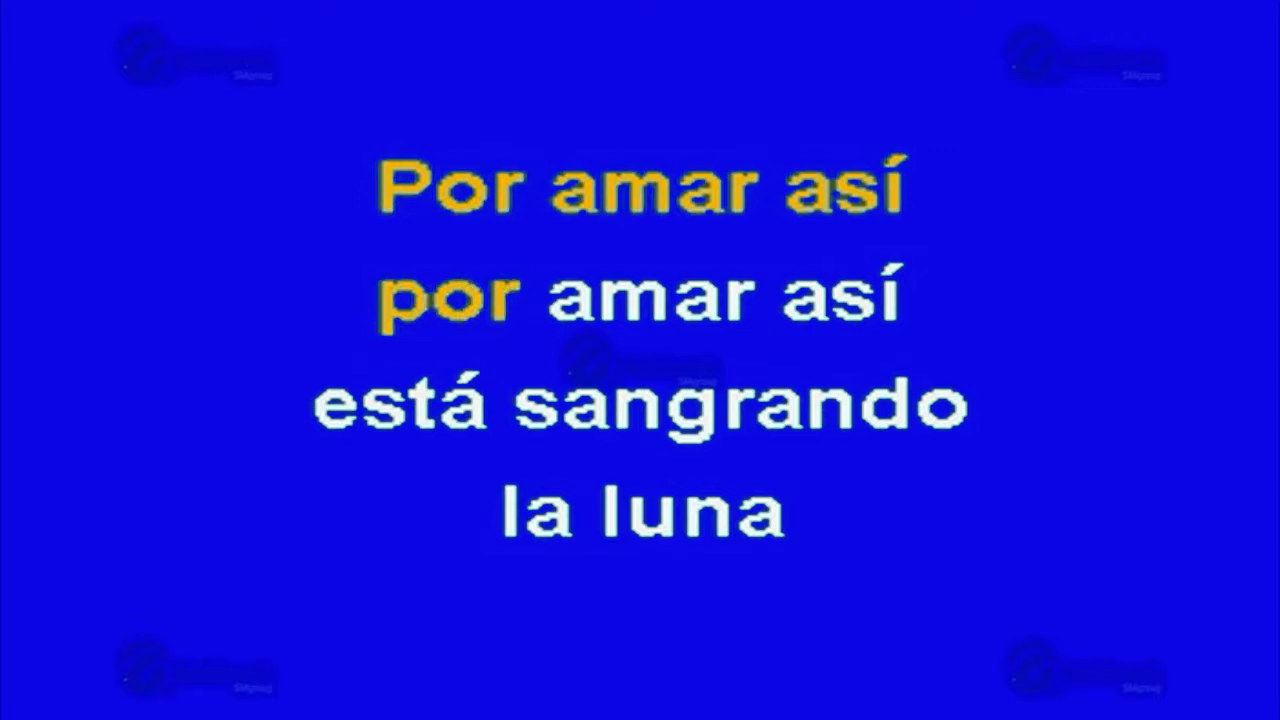 Por amar así
por amar así
está sangrando
la luna